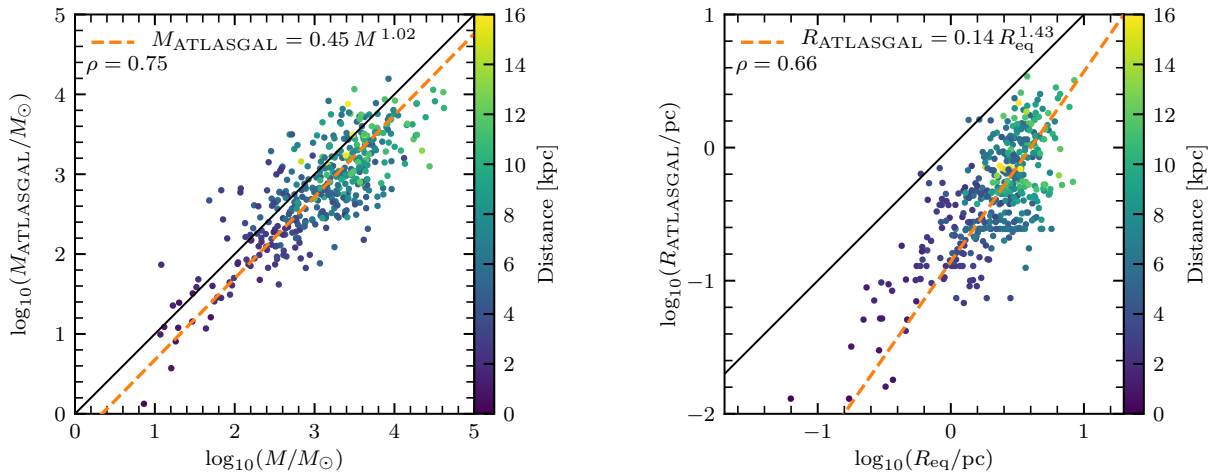 M_ATLASGAL = 0.45 M^1.02
ρ = 0.75
log₁₀(M_ATLASGAL/M⊙)
5
4
3
2
1
0
0 1 2 3 4 5
log₁₀(M/M⊙)
16
14
12
10
8
6
4
2
0
Distance [kpc]
R_ATLASGAL = 0.14 R_eq^1.43
ρ = 0.66
log₁₀(R_ATLASGAL/pc)
1
0
−1
−2
−1 0 1
log₁₀(R_eq/pc)
16
14
12
10
8
6
4
2
0
Distance [kpc]